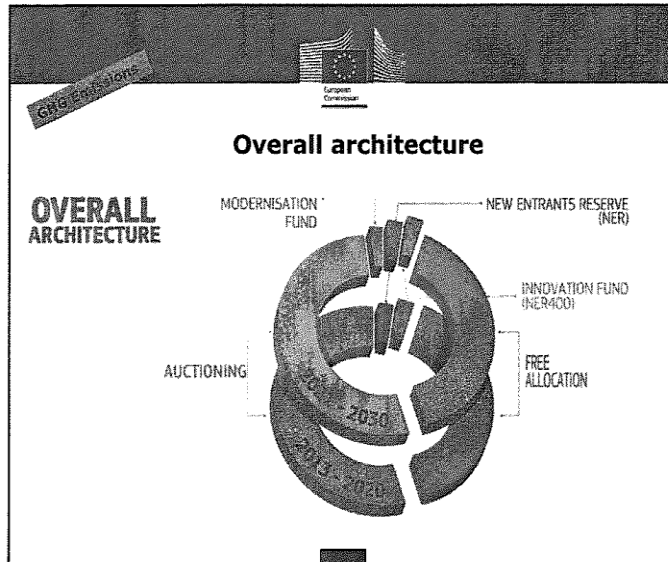 GHG Emissions
European
Commission
Overall architecture
OVERALL
ARCHITECTURE
MODERNISATION
FUND
NEW ENTRANTS RESERVE
(NER)
INNOVATION FUND
(NER400)
AUCTIONING
FREE
ALLOCATION
2030
2013 - 2020